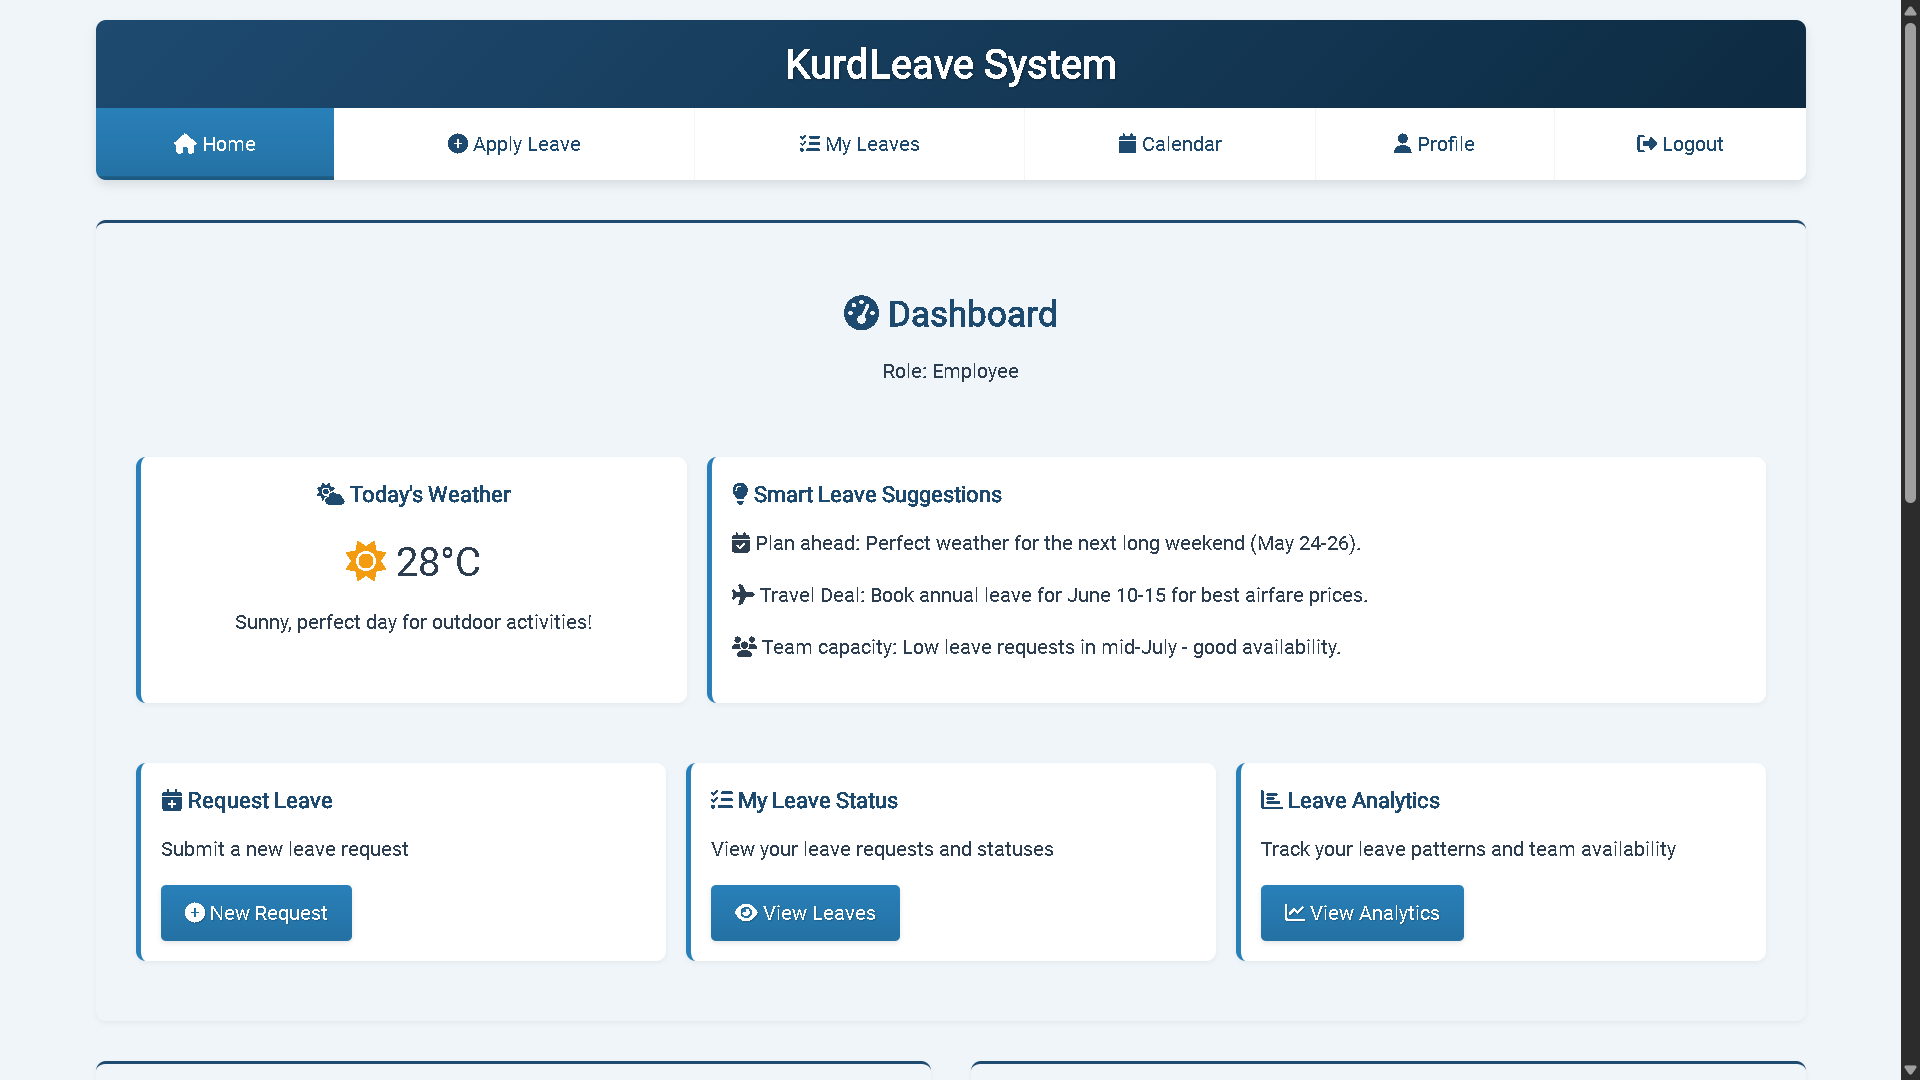 KurdLeave System
Home
Apply Leave
My Leaves
Calendar
Profile
Logout
Dashboard
Role: Employee
Today's Weather
28°C
Sunny, perfect day for outdoor activities!
Smart Leave Suggestions
Plan ahead: Perfect weather for the next long weekend (May 24-26).
Travel Deal: Book annual leave for June 10-15 for best airfare prices.
Team capacity: Low leave requests in mid-July - good availability.
Request Leave
Submit a new leave request
New Request
My Leave Status
View your leave requests and statuses
View Leaves
Leave Analytics
Track your leave patterns and team availability
View Analytics